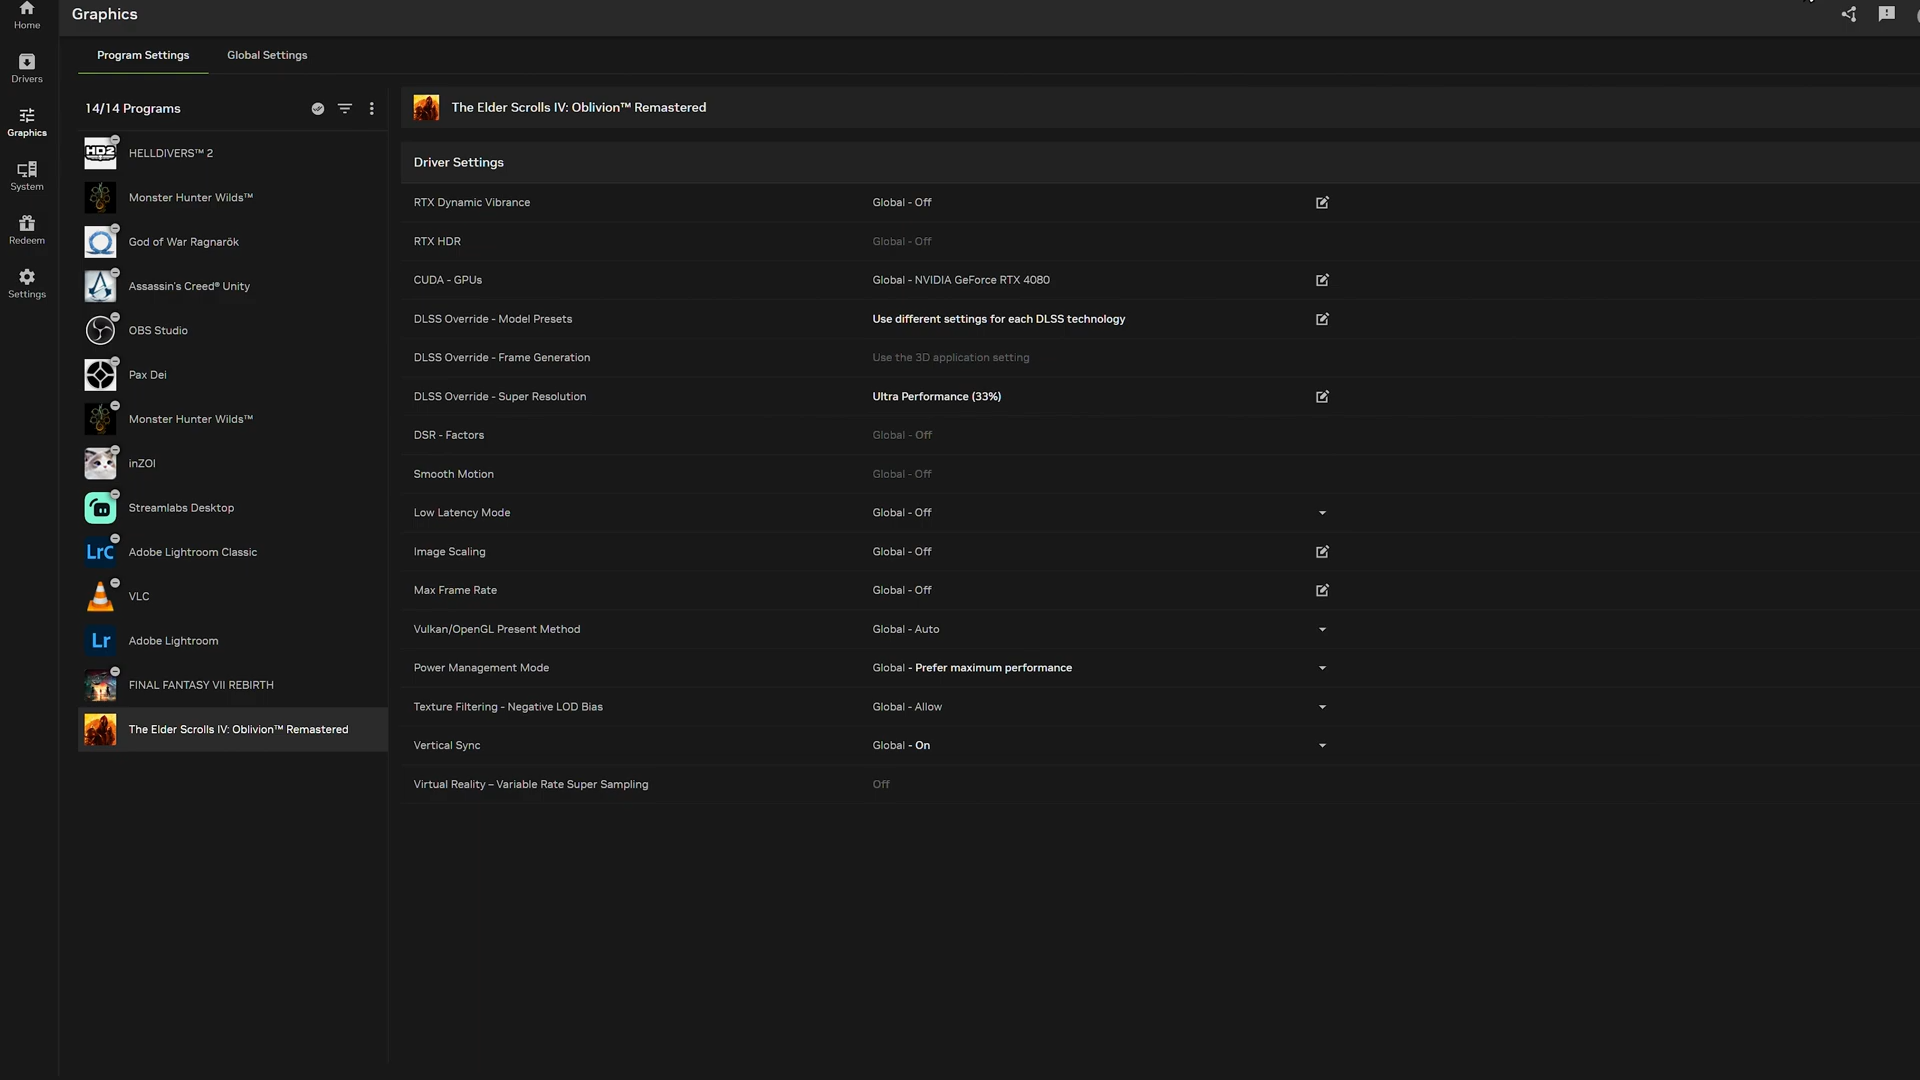 Graphics
Home
Drivers
Graphics
System
Redeem
Settings
Program Settings
Global Settings
14/14 Programs
HD2
HELLDIVERS™ 2
Monster Hunter Wilds™
God of War Ragnarök
Assassin's Creed® Unity
OBS Studio
Pax Dei
Monster Hunter Wilds™
inZOI
Streamlabs Desktop
LrC
Adobe Lightroom Classic
VLC
Lr
Adobe Lightroom
FINAL FANTASY VII REBIRTH
The Elder Scrolls IV: Oblivion™ Remastered
The Elder Scrolls IV: Oblivion™ Remastered
Driver Settings
RTX Dynamic Vibrance Global - Off
RTX HDR Global - Off
CUDA - GPUs Global - NVIDIA GeForce RTX 4080
DLSS Override - Model Presets Use different settings for each DLSS technology
DLSS Override - Frame Generation Use the 3D application setting
DLSS Override - Super Resolution Ultra Performance (33%)
DSR - Factors Global - Off
Smooth Motion Global - Off
Low Latency Mode Global - Off
Image Scaling Global - Off
Max Frame Rate Global - Off
Vulkan/OpenGL Present Method Global - Auto
Power Management Mode Global - Prefer maximum performance
Texture Filtering - Negative LOD Bias Global - Allow
Vertical Sync Global - On
Virtual Reality – Variable Rate Super Sampling Off